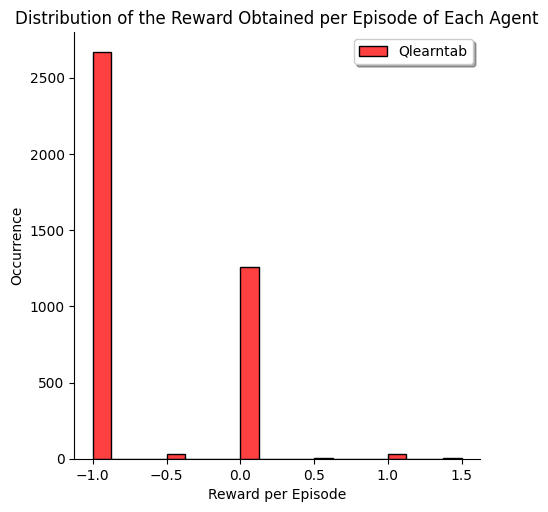 Distribution of the Reward Obtained per Episode of Each Agent
Qlearntab
2500
2000
1500
1000
500
0
Occurrence
−1.0 −0.5 0.0 0.5 1.0 1.5
Reward per Episode